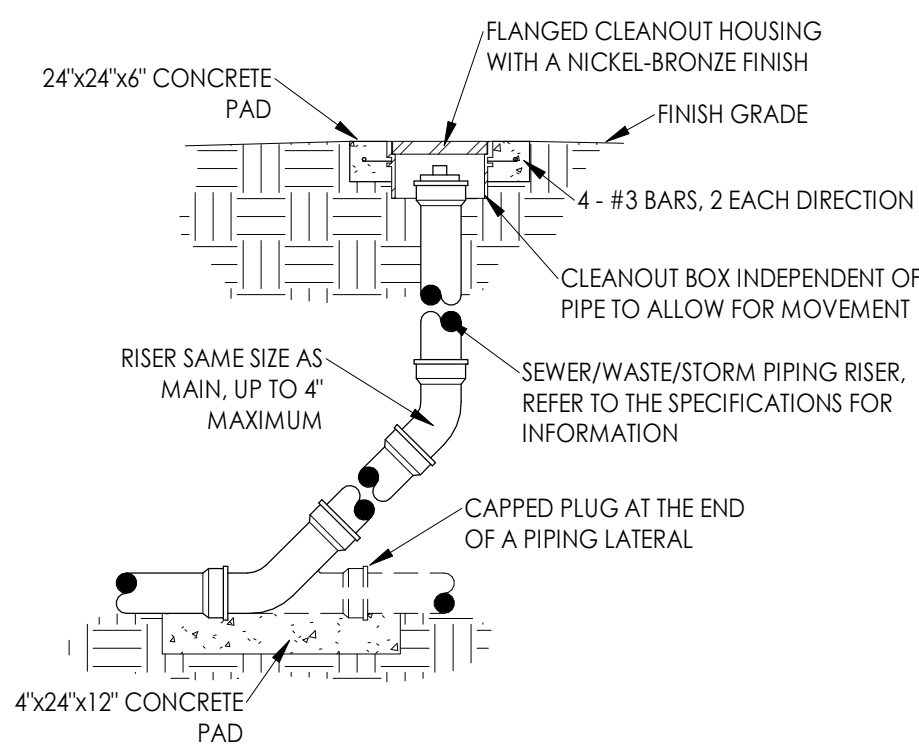 FLANGED CLEANOUT HOUSING
WITH A NICKEL-BRONZE FINISH
24"x24"x6" CONCRETE
PAD
FINISH GRADE
4 - #3 BARS, 2 EACH DIRECTION
CLEANOUT BOX INDEPENDENT OF
PIPE TO ALLOW FOR MOVEMENT
RISER SAME SIZE AS
MAIN, UP TO 4"
MAXIMUM
SEWER/WASTE/STORM PIPING RISER,
REFER TO THE SPECIFICATIONS FOR
INFORMATION
CAPPED PLUG AT THE END
OF A PIPING LATERAL
4"x24"x12" CONCRETE
PAD